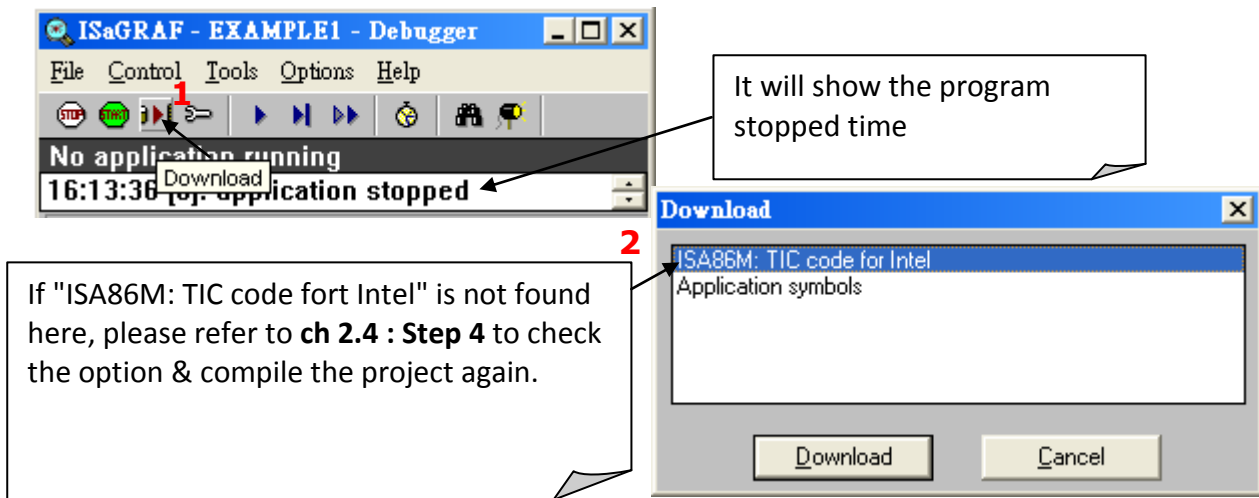 ISaGRAF - EXAMPLE1 - Debugger
File Control Tools Options Help
1
STOP START
No application running
Download
16:13:36 application stopped
It will show the program
stopped time
2
Download
ISA86M: TIC code for Intel
Application symbols
Download Cancel
If "ISA86M: TIC code fort Intel" is not found
here, please refer to ch 2.4 : Step 4 to check
the option & compile the project again.